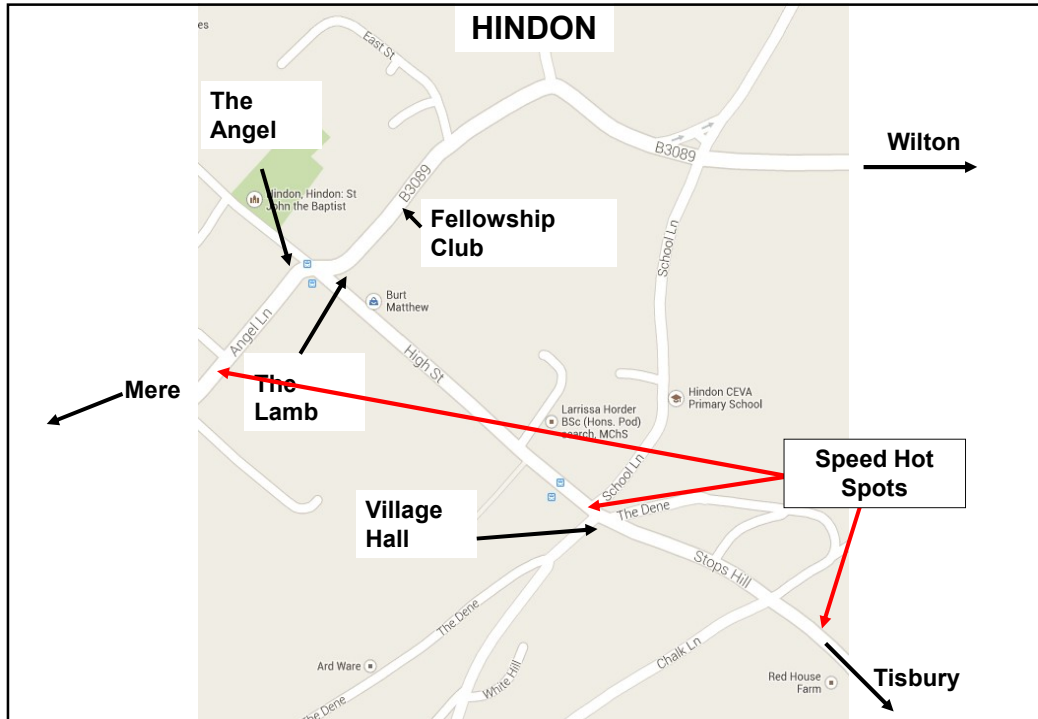 HINDON
es
East St
The
Angel
B3089
B3089
Wilton
Hindon, Hindon: St
John the Baptist
Fellowship
Club
School Ln
Burt
Matthew
Angel Ln
High St
Mere
The
Lamb
Hindon CEVA
Primary School
Larrissa Horder
BSc (Hons. Pod)
search, MChS
Speed Hot
Spots
School Ln
Village
Hall
The Dene
Stops Hill
The Dene
Chalk Ln
Ard Ware
White Hill
Red House
Farm
Tisbury
The Dene